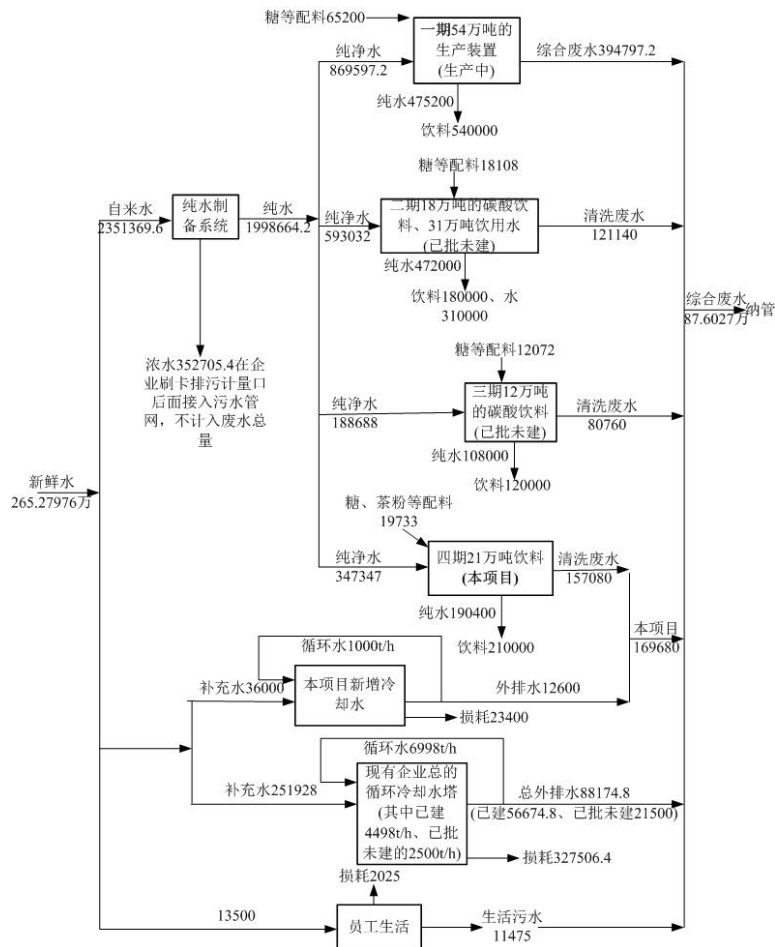 糖等配料65200
一期54万吨的
生产装置
(生产中)
纯净水
869597.2
综合废水394797.2
纯水475200
饮料540000
糖等配料18108
自来水
2351369.6
纯水制
备系统
纯水
1998664.2
纯净水
593032
二期18万吨的碳酸饮
料、31万吨饮用水
(已批未建)
清洗废水
121140
纯水472000
饮料180000、水
310000
综合废水
87.6027万
纳管
浓水352705.4在企
业刷卡排污计量口
后面接入污水管
网，不计入废水总
量
糖等配料12072
纯净水
188688
三期12万吨
的碳酸饮料
(已批未建)
清洗废水
80760
纯水108000
饮料120000
新鲜水
265.27976万
糖、茶粉等配料
19733
纯净水
347347
四期21万吨饮料
(本项目)
清洗废水
157080
纯水190400
饮料210000
本项目
169680
循环水1000t/h
补充水36000
本项目新增冷
却水
外排水12600
损耗23400
循环水6998t/h
补充水251928
现有企业总的
循环冷却水塔
(其中已建
4498t/h、已批
未建的2500t/h)
总外排水88174.8
(已建56674.8、已批未建21500)
损耗327506.4
损耗2025
13500
员工生活
生活污水
11475